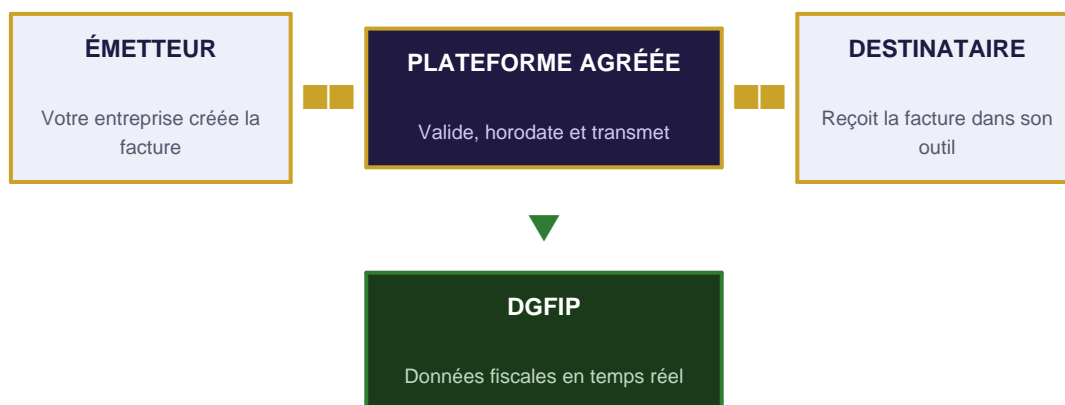 ÉMETTEUR
Votre entreprise créée la
facture
PLATEFORME AGRÉÉE
Valide, horodate et transmet
DESTINATAIRE
Reçoit la facture dans son
outil
DGFIP
Données fiscales en temps réel